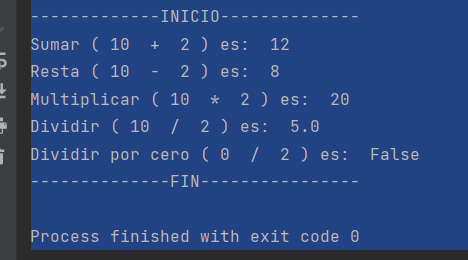 -------------INICIO--------------
Sumar ( 10  +  2 ) es:  12
Resta ( 10  -  2 ) es:  8
Multiplicar ( 10  *  2 ) es:  20
Dividir ( 10  /  2 ) es:  5.0
Dividir por cero ( 0  /  2 ) es:  False
--------------FIN----------------
Process finished with exit code 0